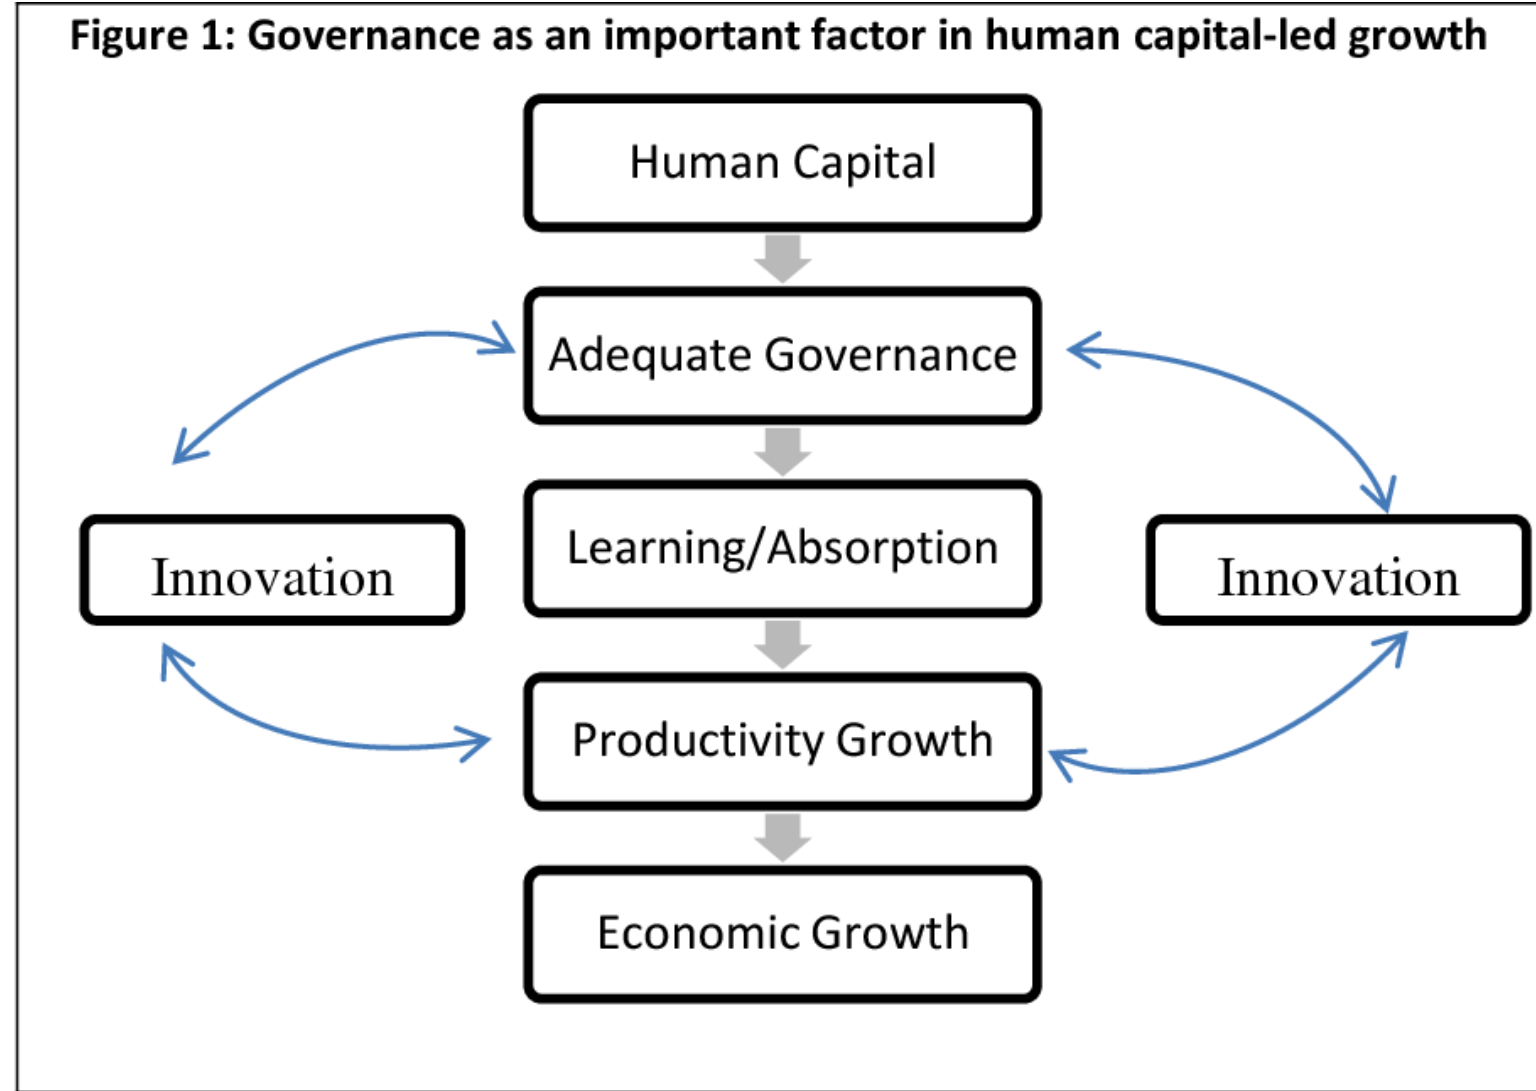 Figure 1: Governance as an important factor in human capital-led growth
Human Capital
Adequate Governance
Learning/Absorption
Innovation
Innovation
Productivity Growth
Economic Growth